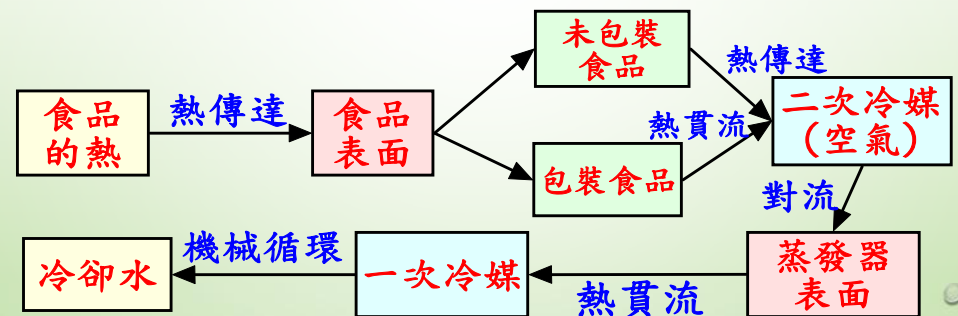 食品
的熱
熱傳達
食品
表面
未包裝
食品
熱傳達
包裝食品
熱貫流
二次冷媒
（空氣）
對流
蒸發器
表面
熱貫流
一次冷媒
機械循環
冷卻水